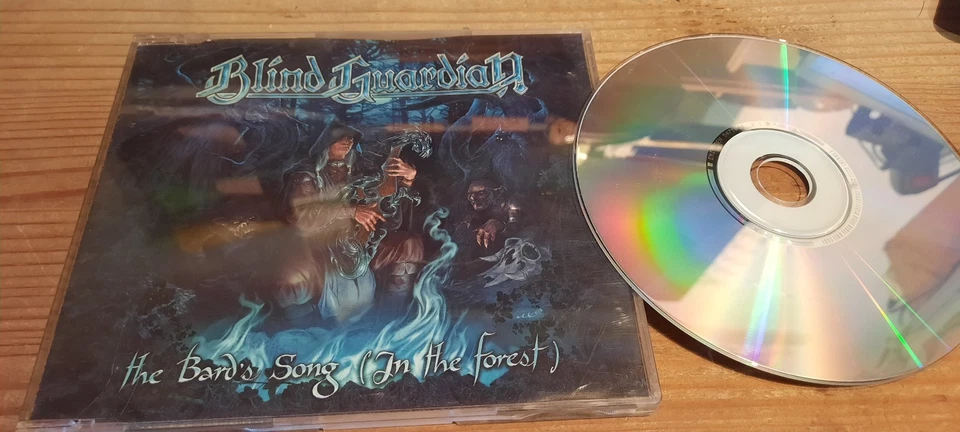 Blind Guardian
the Bard's Song (In the forest)